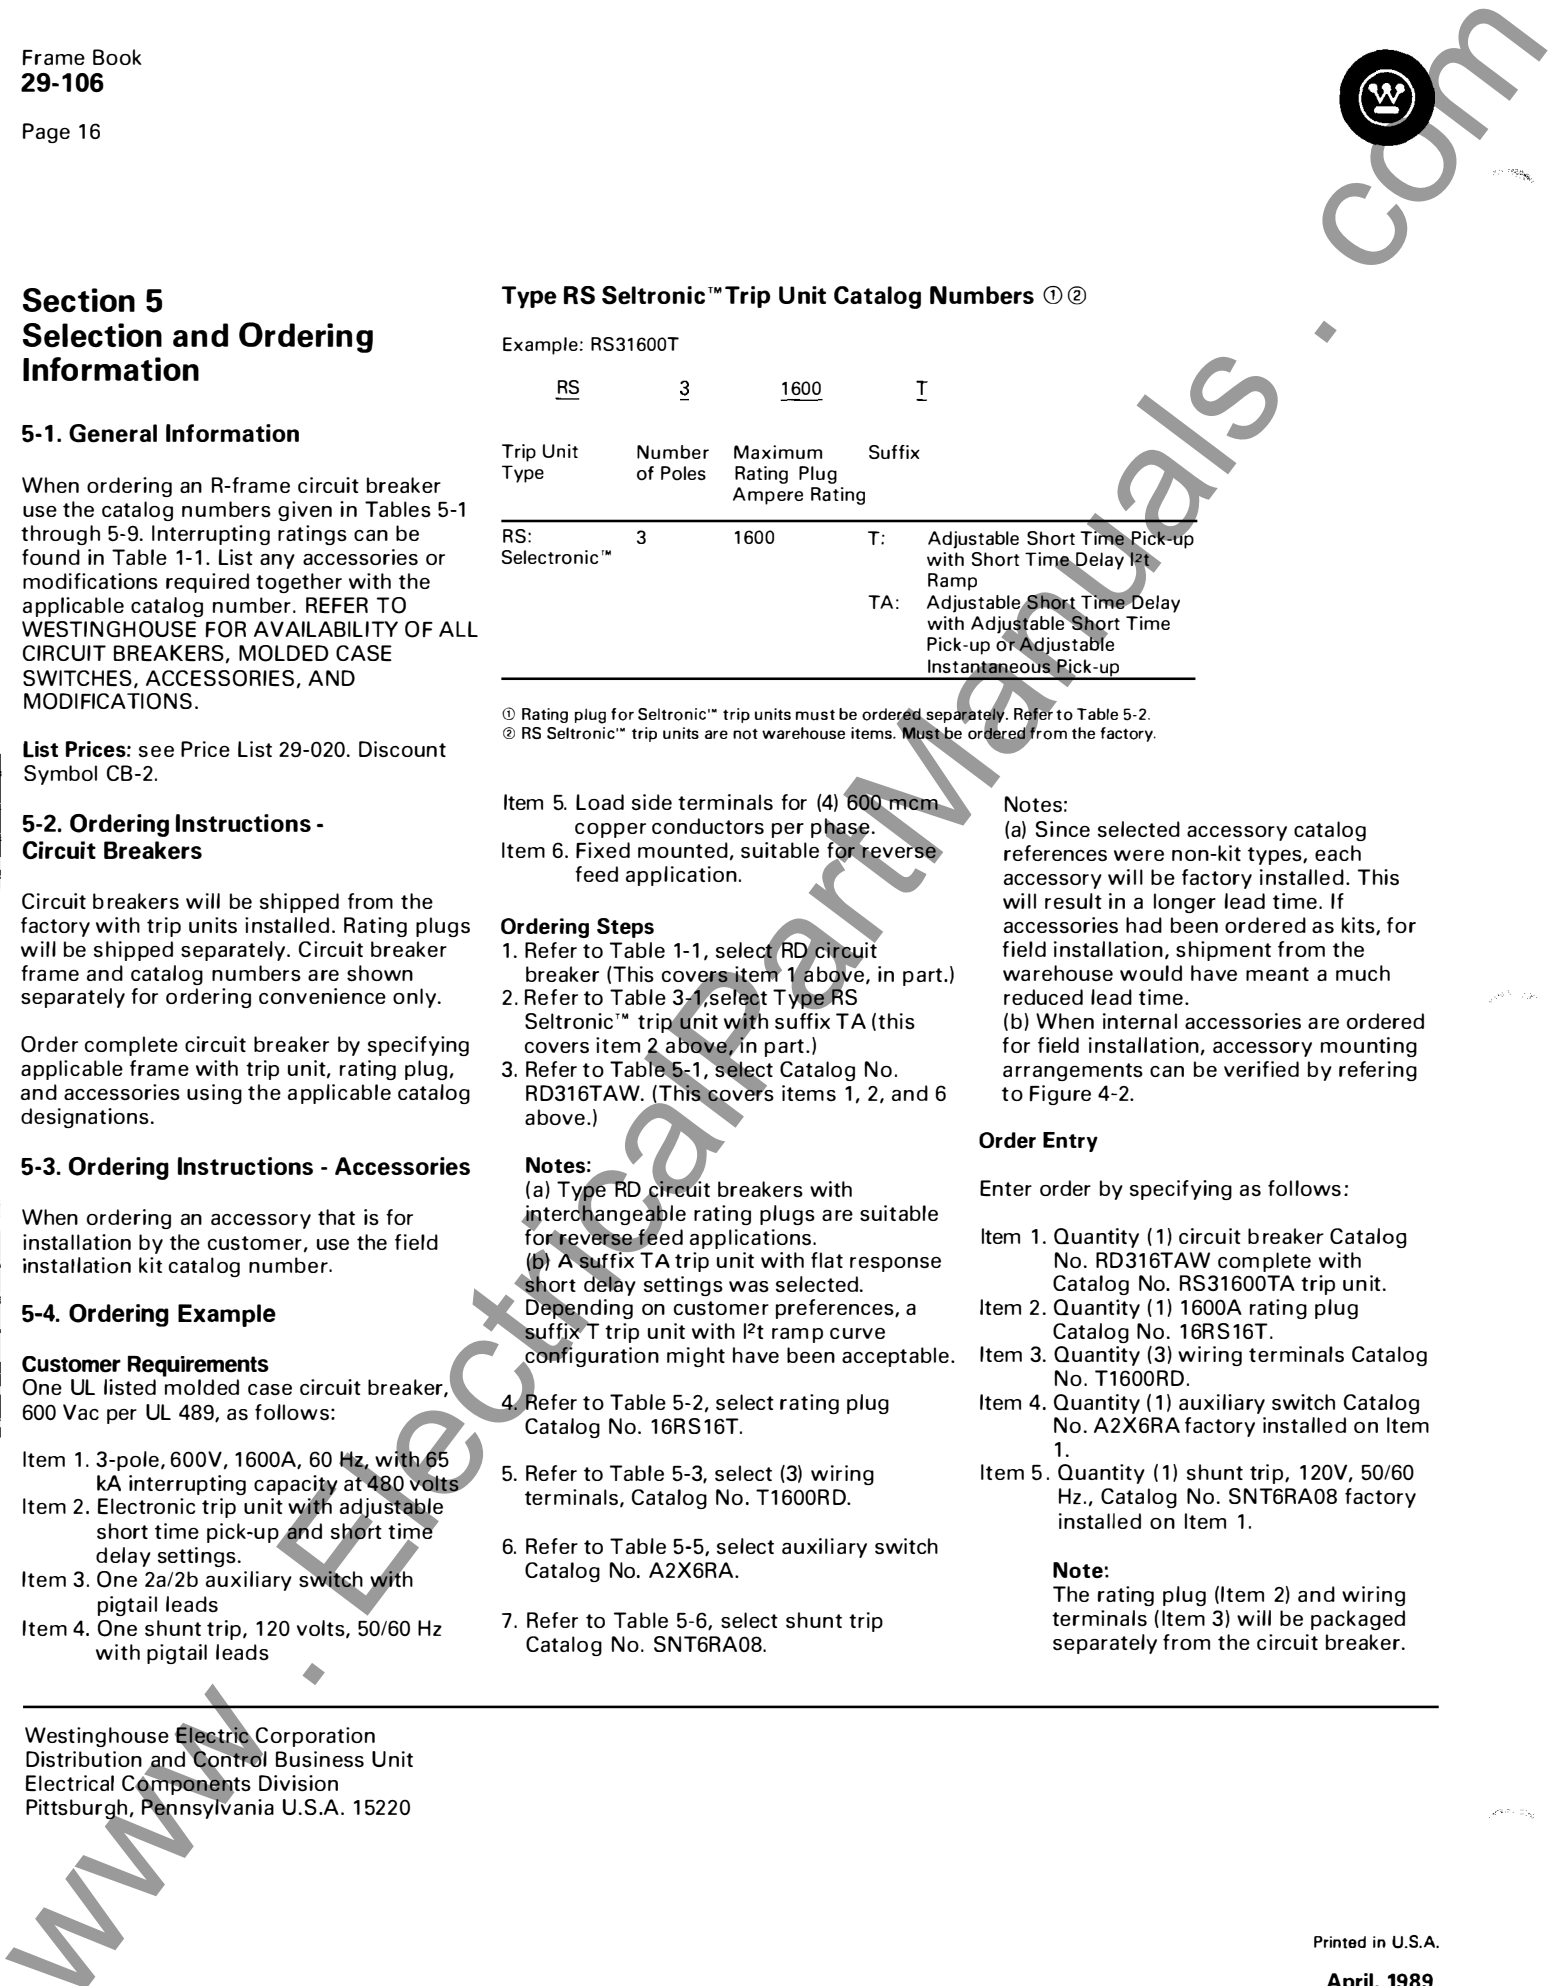 Frame Book
29-106
Page 16
W
Section 5
Selection and Ordering
Information
5-1. General Information
When ordering an R-frame circuit breaker
use the catalog numbers given in Tables 5-1
through 5-9. Interrupting ratings can be
found in Table 1-1. List any accessories or
modifications required together with the
applicable catalog number. REFER TO
WESTINGHOUSE FOR AVAILABILITY OF ALL
CIRCUIT BREAKERS, MOLDED CASE
SWITCHES, ACCESSORIES, AND
MODIFICATIONS.
List Prices: see Price List 29-020. Discount
Symbol CB-2.
5-2. Ordering Instructions -
Circuit Breakers
Circuit breakers will be shipped from the
factory with trip units installed. Rating plugs
will be shipped separately. Circuit breaker
frame and catalog numbers are shown
separately for ordering convenience only.
Order complete circuit breaker by specifying
applicable frame with trip unit, rating plug,
and accessories using the applicable catalog
designations.
5-3. Ordering Instructions - Accessories
When ordering an accessory that is for
installation by the customer, use the field
installation kit catalog number.
5-4. Ordering Example
Customer Requirements
One UL listed molded case circuit breaker,
600 Vac per UL 489, as follows:
Item 1. 3-pole, 600V, 1600A, 60 Hz, with 65
kA interrupting capacity at 480 volts
Item 2. Electronic trip unit with adjustable
short time pick-up and short time
delay settings.
Item 3. One 2a/2b auxiliary switch with
pigtail leads
Item 4. One shunt trip, 120 volts, 50/60 Hz
with pigtail leads
Type RS Seltronic™ Trip Unit Catalog Numbers ① ②
Example: RS31600T
RS 3 1600 T
Trip Unit Number Maximum Suffix
Type of Poles Rating Plug
Ampere Rating
RS: 3 1600 T: Adjustable Short Time Pick-up
Selectronic™ with Short Time Delay I²t
Ramp
TA: Adjustable Short Time Delay
with Adjustable Short Time
Pick-up or Adjustable
Instantaneous Pick-up
① Rating plug for Seltronic™ trip units must be ordered separately. Refer to Table 5-2.
② RS Seltronic™ trip units are not warehouse items. Must be ordered from the factory.
Item 5. Load side terminals for (4) 600 mcm
copper conductors per phase.
Item 6. Fixed mounted, suitable for reverse
feed application.
Ordering Steps
1. Refer to Table 1-1, select RD circuit
breaker (This covers item 1 above, in part.)
2. Refer to Table 3-1,select Type RS
Seltronic™ trip unit with suffix TA (this
covers item 2 above, in part.)
3. Refer to Table 5-1, select Catalog No.
RD316TAW. (This covers items 1, 2, and 6
above.)
Notes:
(a) Type RD circuit breakers with
interchangeable rating plugs are suitable
for reverse feed applications.
(b) A suffix TA trip unit with flat response
short delay settings was selected.
Depending on customer preferences, a
suffix T trip unit with I²t ramp curve
configuration might have been acceptable.
4. Refer to Table 5-2, select rating plug
Catalog No. 16RS16T.
5. Refer to Table 5-3, select (3) wiring
terminals, Catalog No. T1600RD.
6. Refer to Table 5-5, select auxiliary switch
Catalog No. A2X6RA.
7. Refer to Table 5-6, select shunt trip
Catalog No. SNT6RA08.
Notes:
(a) Since selected accessory catalog
references were non-kit types, each
accessory will be factory installed. This
will result in a longer lead time. If
accessories had been ordered as kits, for
field installation, shipment from the
warehouse would have meant a much
reduced lead time.
(b) When internal accessories are ordered
for field installation, accessory mounting
arrangements can be verified by refering
to Figure 4-2.
Order Entry
Enter order by specifying as follows:
Item 1. Quantity (1) circuit breaker Catalog
No. RD316TAW complete with
Catalog No. RS31600TA trip unit.
Item 2. Quantity (1) 1600A rating plug
Catalog No. 16RS16T.
Item 3. Quantity (3) wiring terminals Catalog
No. T1600RD.
Item 4. Quantity (1) auxiliary switch Catalog
No. A2X6RA factory installed on Item
1.
Item 5. Quantity (1) shunt trip, 120V, 50/60
Hz., Catalog No. SNT6RA08 factory
installed on Item 1.
Note:
The rating plug (Item 2) and wiring
terminals (Item 3) will be packaged
separately from the circuit breaker.
Westinghouse Electric Corporation
Distribution and Control Business Unit
Electrical Components Division
Pittsburgh, Pennsylvania U.S.A. 15220
Printed in U.S.A.
April, 1989
www . ElectricalPartManuals . com